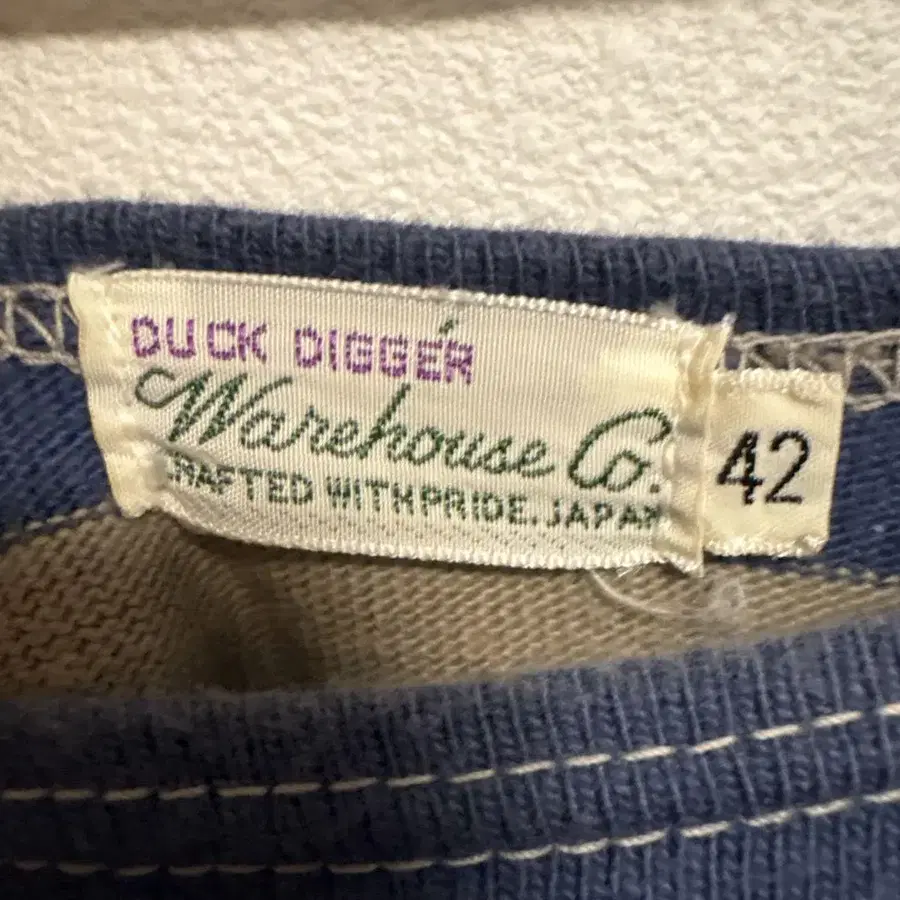 DUCK DIGGER
Warehouse Co.
CRAFTED WITH PRIDE. JAPAN
42